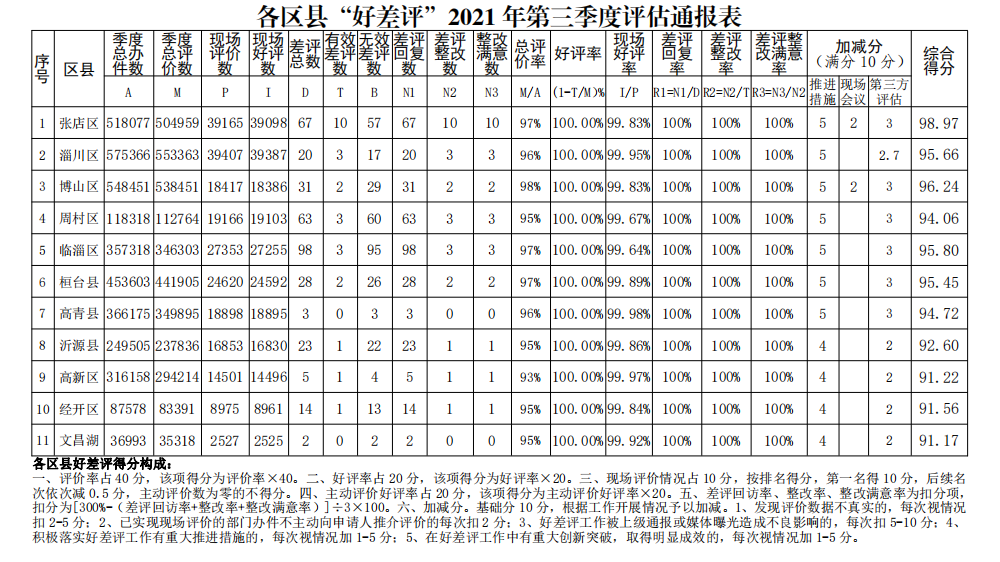 各区县“好差评”2021年第三季度评估通报表
序号 区县 季度总办件数 季度总评价数 现场评价数 现场好评数 差评总数 有效差评数 无效差评数 差评回复数 差评整改数 整改满意数 总评价率 好评率 现场好评率 差评回复率 差评整改率 差评整改满意率 加减分（满分10分） 综合得分
A M P I D T B N1 N2 N3 M/A (1-T/M)% I/P R1=N1/D R2=N2/T R3=N3/N2 推进措施 现场会议 第三方评估
1 张店区 518077 504959 39165 39098 67 10 57 67 10 10 97% 100.00% 99.83% 100% 100% 100% 5 2 3 98.97
2 淄川区 575366 553363 39407 39387 20 3 17 20 3 3 96% 100.00% 99.95% 100% 100% 100% 5 2.7 95.66
3 博山区 548451 538451 18417 18386 31 2 29 31 2 2 98% 100.00% 99.83% 100% 100% 100% 5 2 3 96.24
4 周村区 118318 112764 19166 19103 63 3 60 63 3 3 95% 100.00% 99.67% 100% 100% 100% 5 3 94.06
5 临淄区 357318 346303 27353 27255 98 3 95 98 3 3 97% 100.00% 99.64% 100% 100% 100% 5 3 95.80
6 桓台县 453603 441905 24620 24592 28 2 26 28 2 2 97% 100.00% 99.89% 100% 100% 100% 5 3 95.45
7 高青县 366175 349895 18898 18895 3 0 3 3 0 0 96% 100.00% 99.98% 100% 100% 100% 5 3 94.72
8 沂源县 249505 237836 16853 16830 23 1 22 23 1 1 95% 100.00% 99.86% 100% 100% 100% 4 2 92.60
9 高新区 316158 294214 14501 14496 5 1 4 5 1 1 93% 100.00% 99.97% 100% 100% 100% 4 2 91.22
10 经开区 87578 83391 8975 8961 14 1 13 14 1 1 95% 100.00% 99.84% 100% 100% 100% 4 2 91.56
11 文昌湖 36993 35318 2527 2525 2 0 2 2 0 0 95% 100.00% 99.92% 100% 100% 100% 4 2 91.17
各区县好差评得分构成：
一、评价率占40分，该项得分为评价率×40。二、好评率占20分，该项得分为好评率×20。三、现场评价情况占10分，按排名得分，第一名得10分，后续名
次依次减0.5分，主动评价数为零的不得分。四、主动评价好评率占20分，该项得分为主动评价好评率×20。五、差评回访率、整改率、整改满意率为扣分项，
扣分为[300%-(差评回访率+整改率+整改满意率)]÷3×100。六、加减分。基础分10分，根据工作开展情况予以加减。1、发现评价数据不真实的，每次视情况
扣2-5分；2、已实现现场评价的部门办件不主动向申请人推介评价的每次扣2分；3、好差评工作被上级通报或媒体曝光造成不良影响的，每次扣5-10分；4、
积极落实好差评工作有重大推进措施的，每次视情况加1-5分；5、在好差评工作中有重大创新突破，取得明显成效的，每次视情况加1-5分。